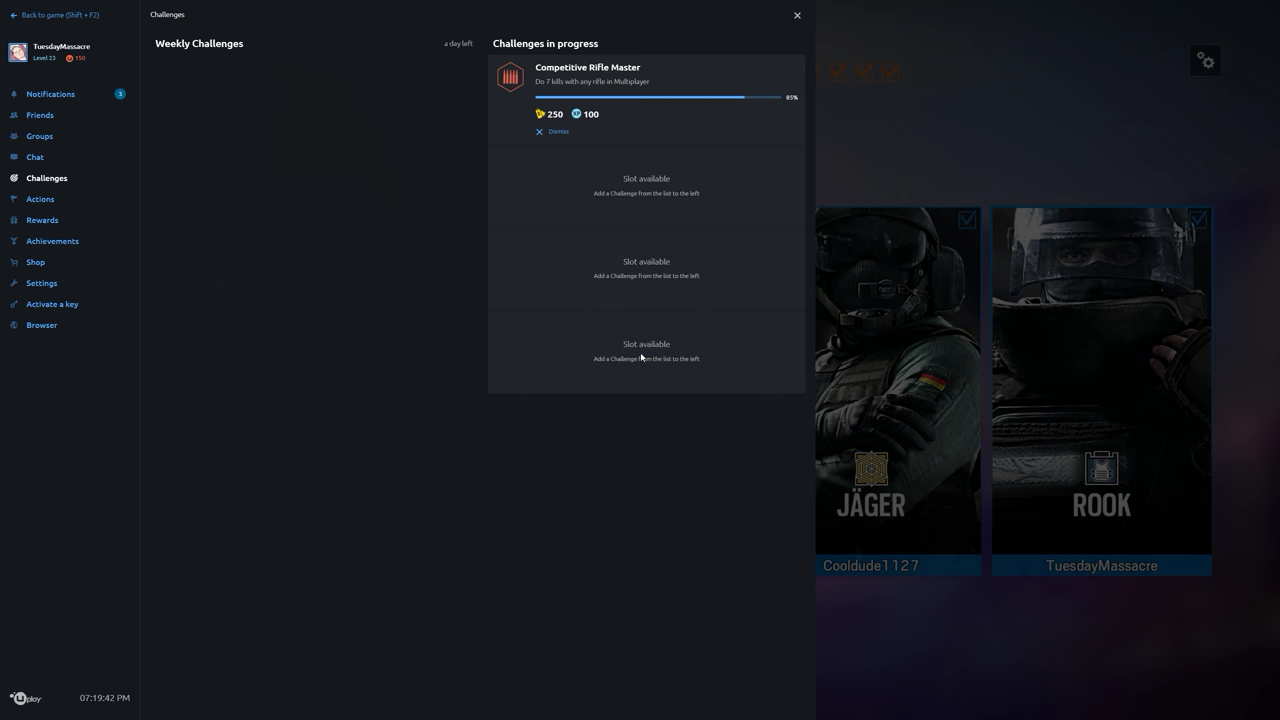 Back to game (Shift + F2)
TuesdayMassacre
Level 23
150
Notifications
3
Friends
Groups
Chat
Challenges
Actions
Rewards
Achievements
Shop
Settings
Activate a key
Browser
uplay
07:19:42 PM
Challenges
Weekly Challenges
a day left
Challenges in progress
Competitive Rifle Master
Do 7 kills with any rifle in Multiplayer
85%
250
XP 100
Dismiss
Slot available
Add a Challenge from the list to the left
Slot available
Add a Challenge from the list to the left
Slot available
Add a Challenge from the list to the left
JÄGER
Cooldude1127
ROOK
TuesdayMassacre